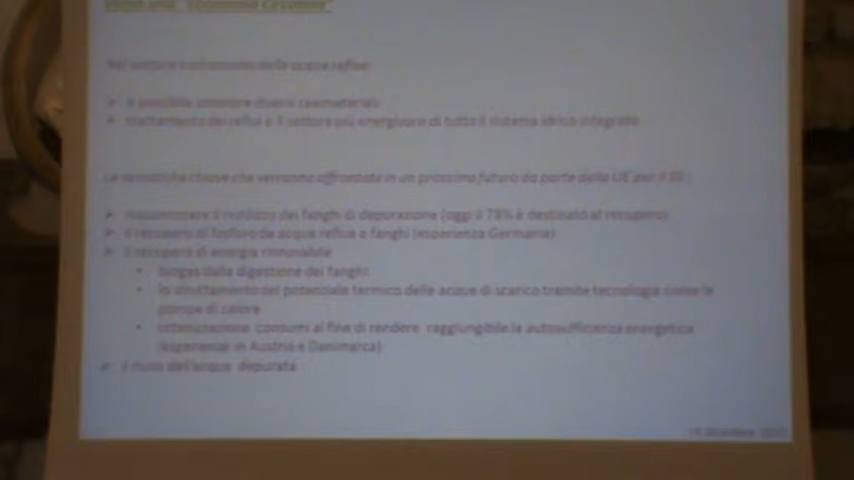 Nel settore trattamento delle acque reflue:
è possibile ottenere diversi
trattamento dei reflui è il settore più energivoro di tutto il sistema idrico integrato
Le tematiche chiave che verranno affrontate in un prossimo futuro da parte della UE per il
il riutilizzo dei fanghi di depurazione (oggi il 78% è destinato al recupero)
il recupero di fosforo da acque reflue e fanghi (esperienza Germania)
il recupero di energia rinnovabile
biogas dalla digestione dei fanghi
lo sfruttamento del potenziale termico delle acque di scarico tramite tecnologie come le
pompe di calore
ottimizzazione consumi al fine di rendere raggiungibile la autosufficienza energetica
(esperienze in Austria e Danimarca)
il riuso dell'acqua depurata